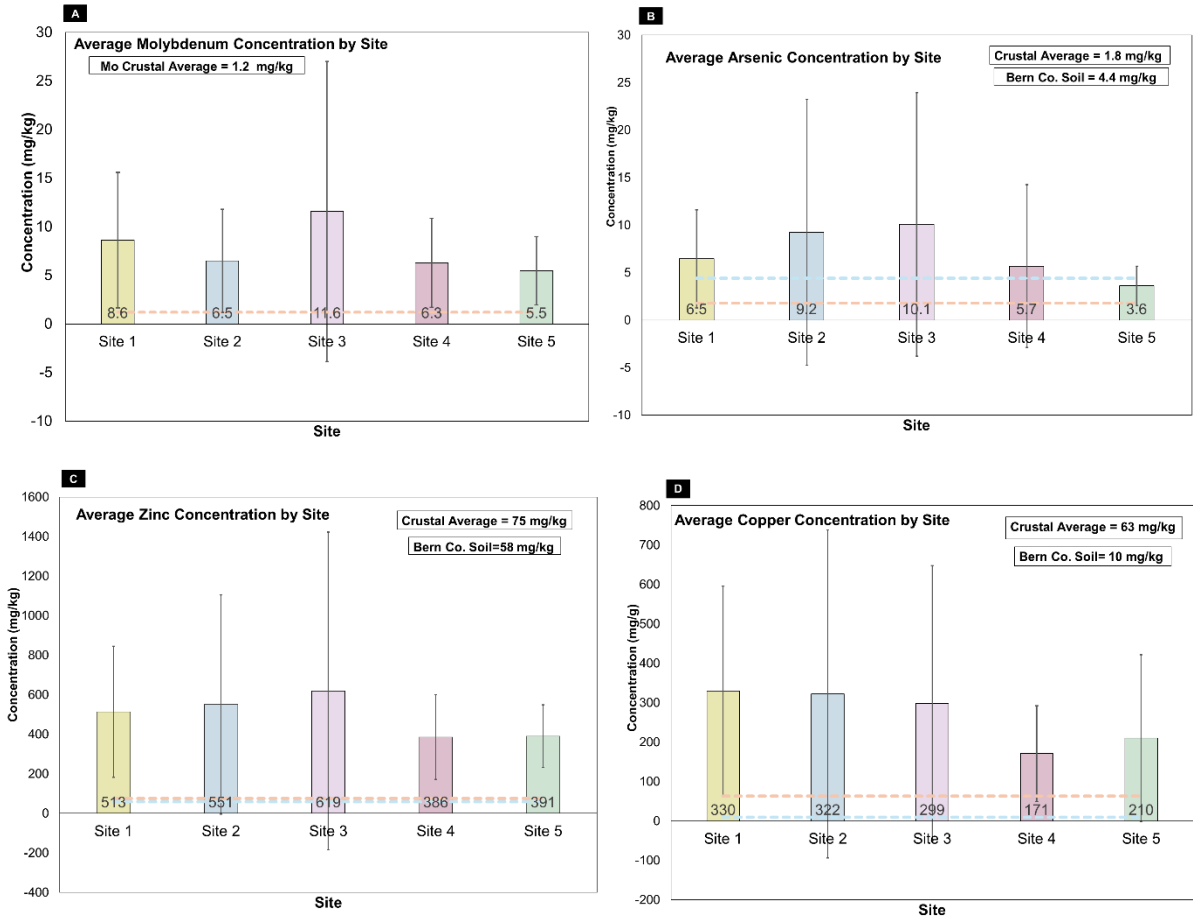 A
Average Molybdenum Concentration by Site
Mo Crustal Average = 1.2 mg/kg
Concentration (mg/kg)
30
25
20
15
10
5
0
-5
-10
8.6 6.5 11.6 6.3 5.5
Site 1 Site 2 Site 3 Site 4 Site 5
Site
B
Average Arsenic Concentration by Site
Crustal Average = 1.8 mg/kg
Bern Co. Soil = 4.4 mg/kg
Concentration (mg/kg)
30
25
20
15
10
5
0
-5
-10
6.5 9.2 10.1 5.7 3.6
Site 1 Site 2 Site 3 Site 4 Site 5
Site
C
Average Zinc Concentration by Site
Crustal Average = 75 mg/kg
Bern Co. Soil=58 mg/kg
Concentration (mg/kg)
1600
1400
1200
1000
800
600
400
200
0
-200
-400
513 551 619 386 391
Site 1 Site 2 Site 3 Site 4 Site 5
Site
D
Average Copper Concentration by Site
Crustal Average = 63 mg/kg
Bern Co. Soil= 10 mg/kg
Concentration (mg/g)
800
700
600
500
400
300
200
100
0
-100
-200
330 322 299 171 210
Site 1 Site 2 Site 3 Site 4 Site 5
Site